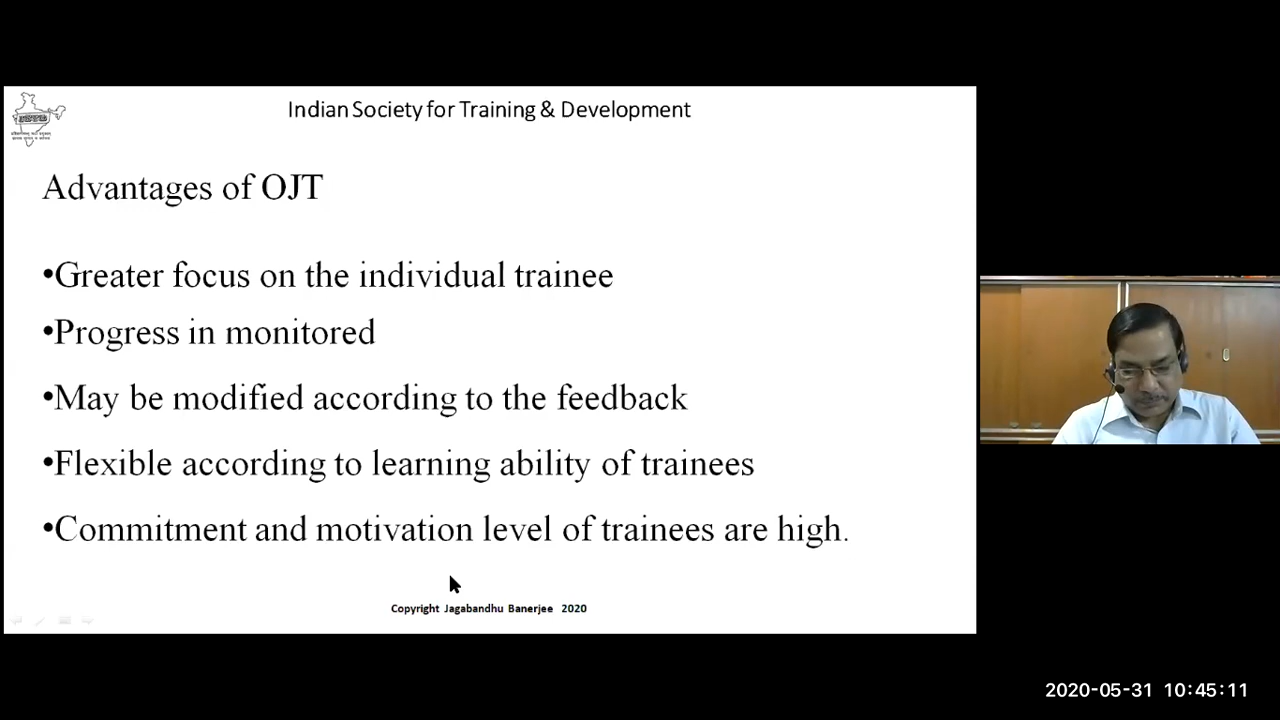 Indian Society for Training & Development
Advantages of OJT
•Greater focus on the individual trainee
•Progress in monitored
•May be modified according to the feedback
•Flexible according to learning ability of trainees
•Commitment and motivation level of trainees are high.
Copyright Jagabandhu Banerjee 2020
2020-05-31 10:45:11